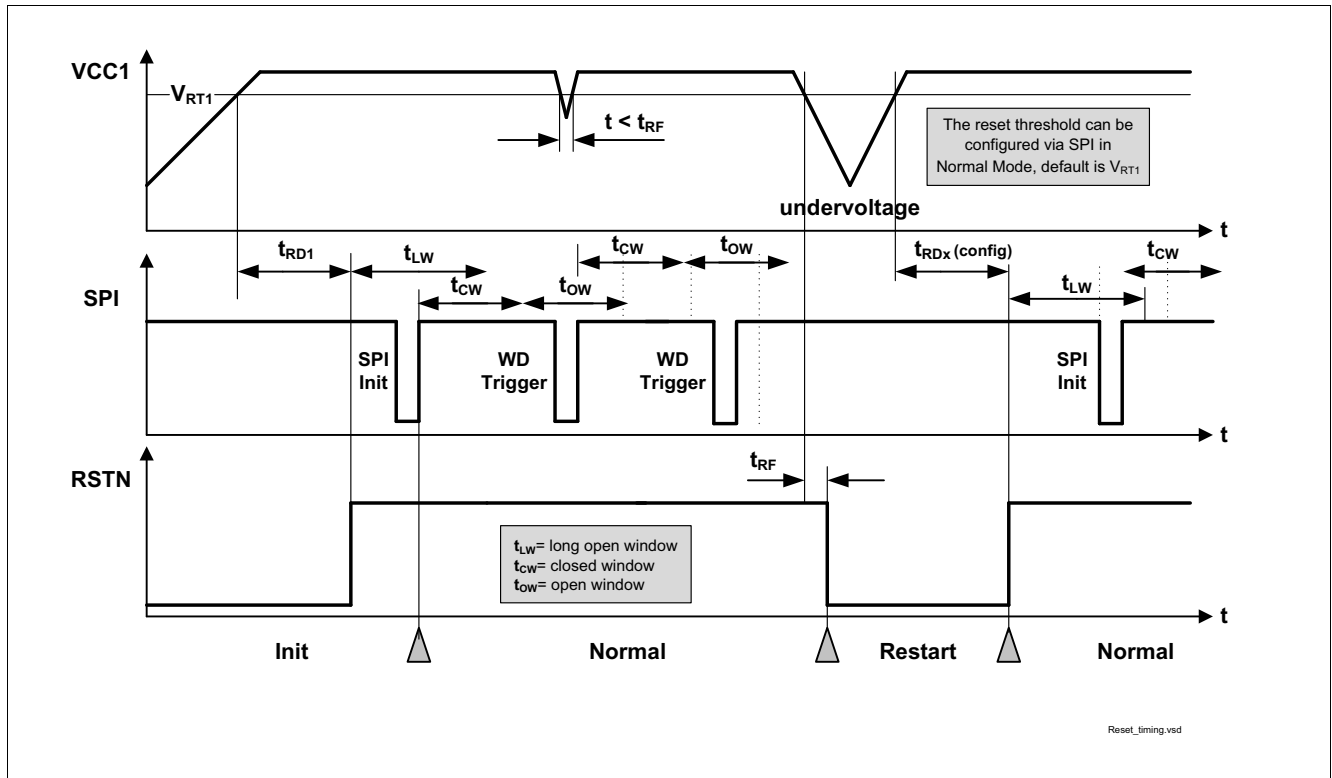 VCC1
VRT1
t < tRF
The reset threshold can be
configured via SPI in
Normal Mode, default is VRT1
undervoltage
t
tRD1
tLW
tCW
tOW
tRDx (config)
tCW
SPI
tCW
tOW
tLW
SPI
Init
WD
Trigger
WD
Trigger
SPI
Init
t
RSTN
tRF
tLW= long open window
tCW= closed window
tOW= open window
t
Init
Normal
Restart
Normal
Reset_timing.vsd